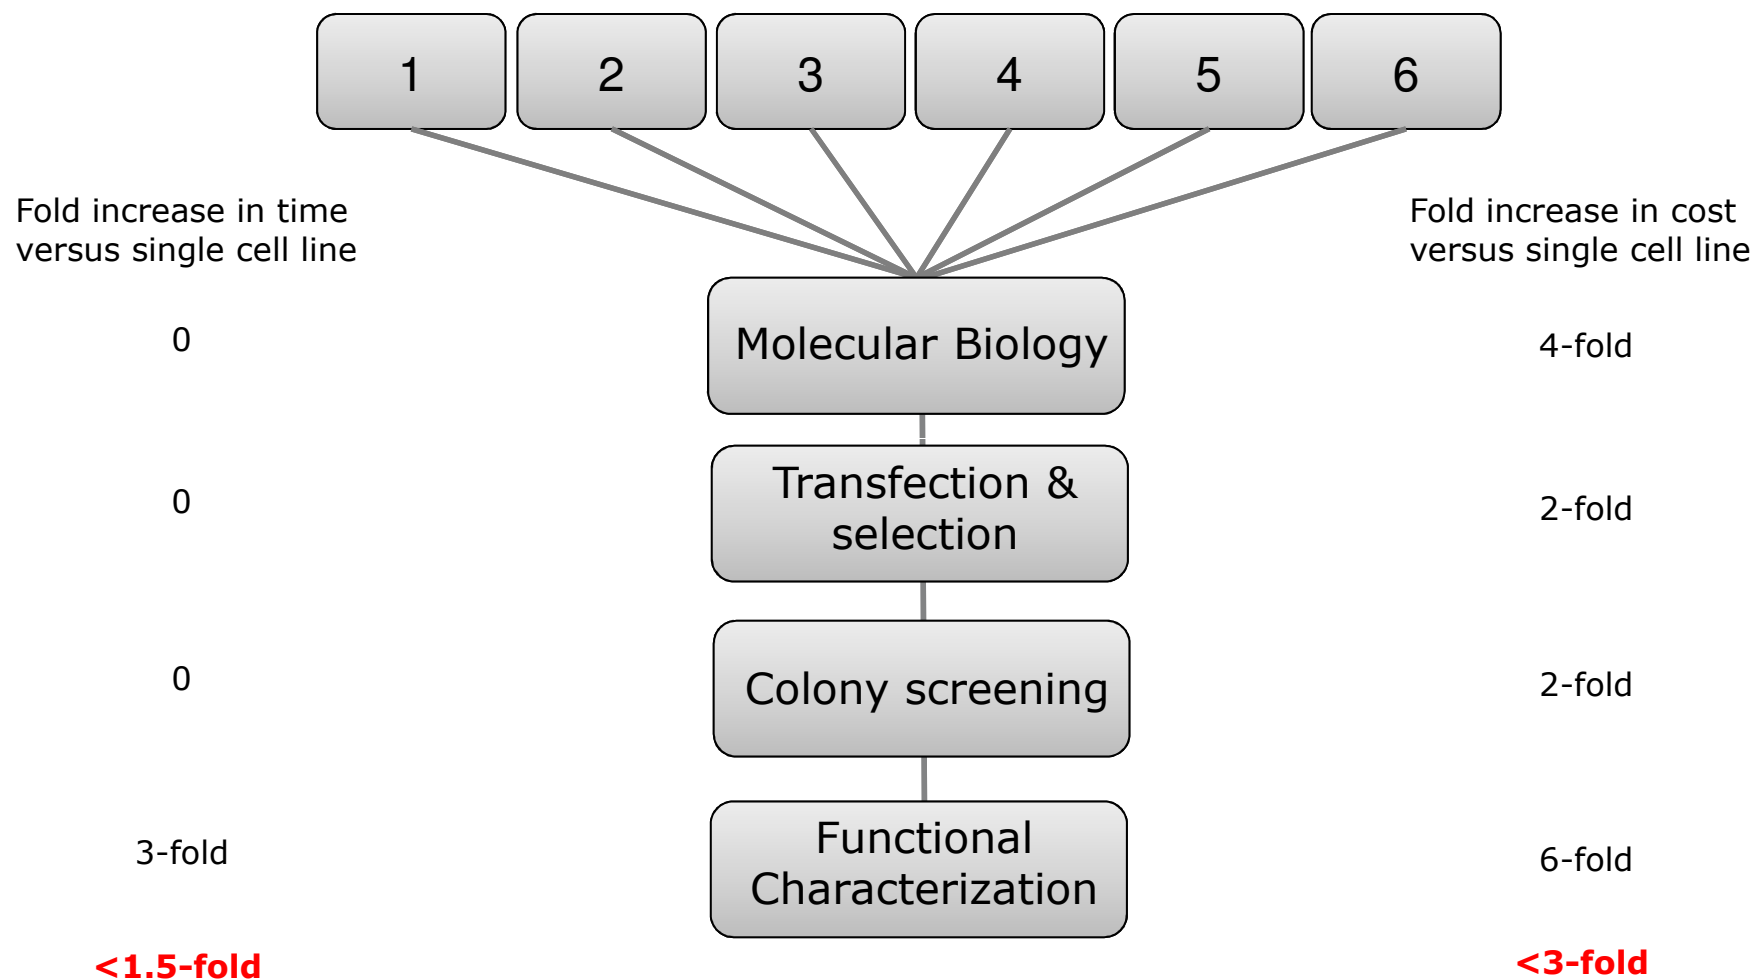 1 2 3 4 5 6
Fold increase in time
versus single cell line
Fold increase in cost
versus single cell line
0
Molecular Biology
4-fold
0
Transfection &
selection
2-fold
0
Colony screening
2-fold
3-fold
Functional
Characterization
6-fold
<1.5-fold
<3-fold